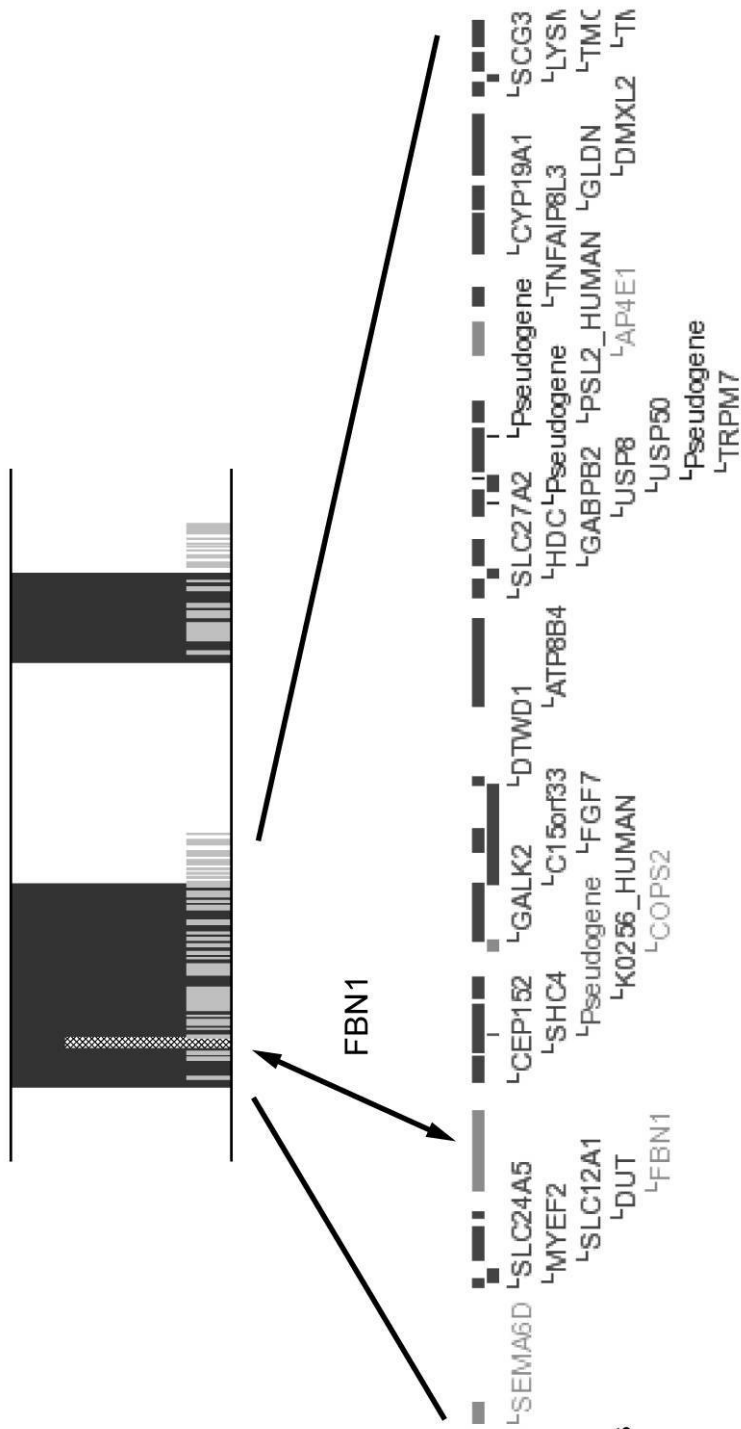 FBN1
SEMA6D SLC24A5 CEP152 GALK2 DTWD1 SLC27A2 Pseudogene CYP19A1 SCG3
MYEF2 SHC4 C15orf33 ATP8B4 HDC Pseudogene TNFAIP8L3
SLC12A1 Pseudogene FGF7 GABPB2 PSL2_HUMAN GLDN
DUT K0256_HUMAN USP8 AP4E1 DMXL2
FBN1 COPS2 USP50
Pseudogene
TRPM7